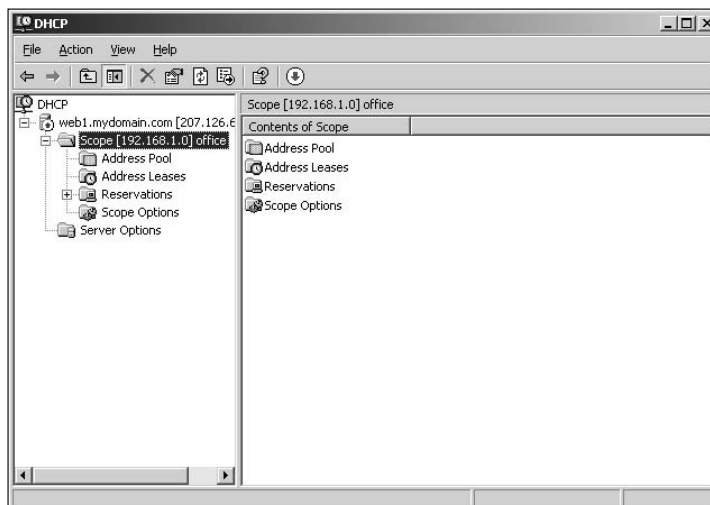 DHCP
File Action View Help
DHCP
web1.mydomain.com [207.126.6
Scope [192.168.1.0] office
Address Pool
Address Leases
Reservations
Scope Options
Server Options
Scope [192.168.1.0] office
Contents of Scope
Address Pool
Address Leases
Reservations
Scope Options